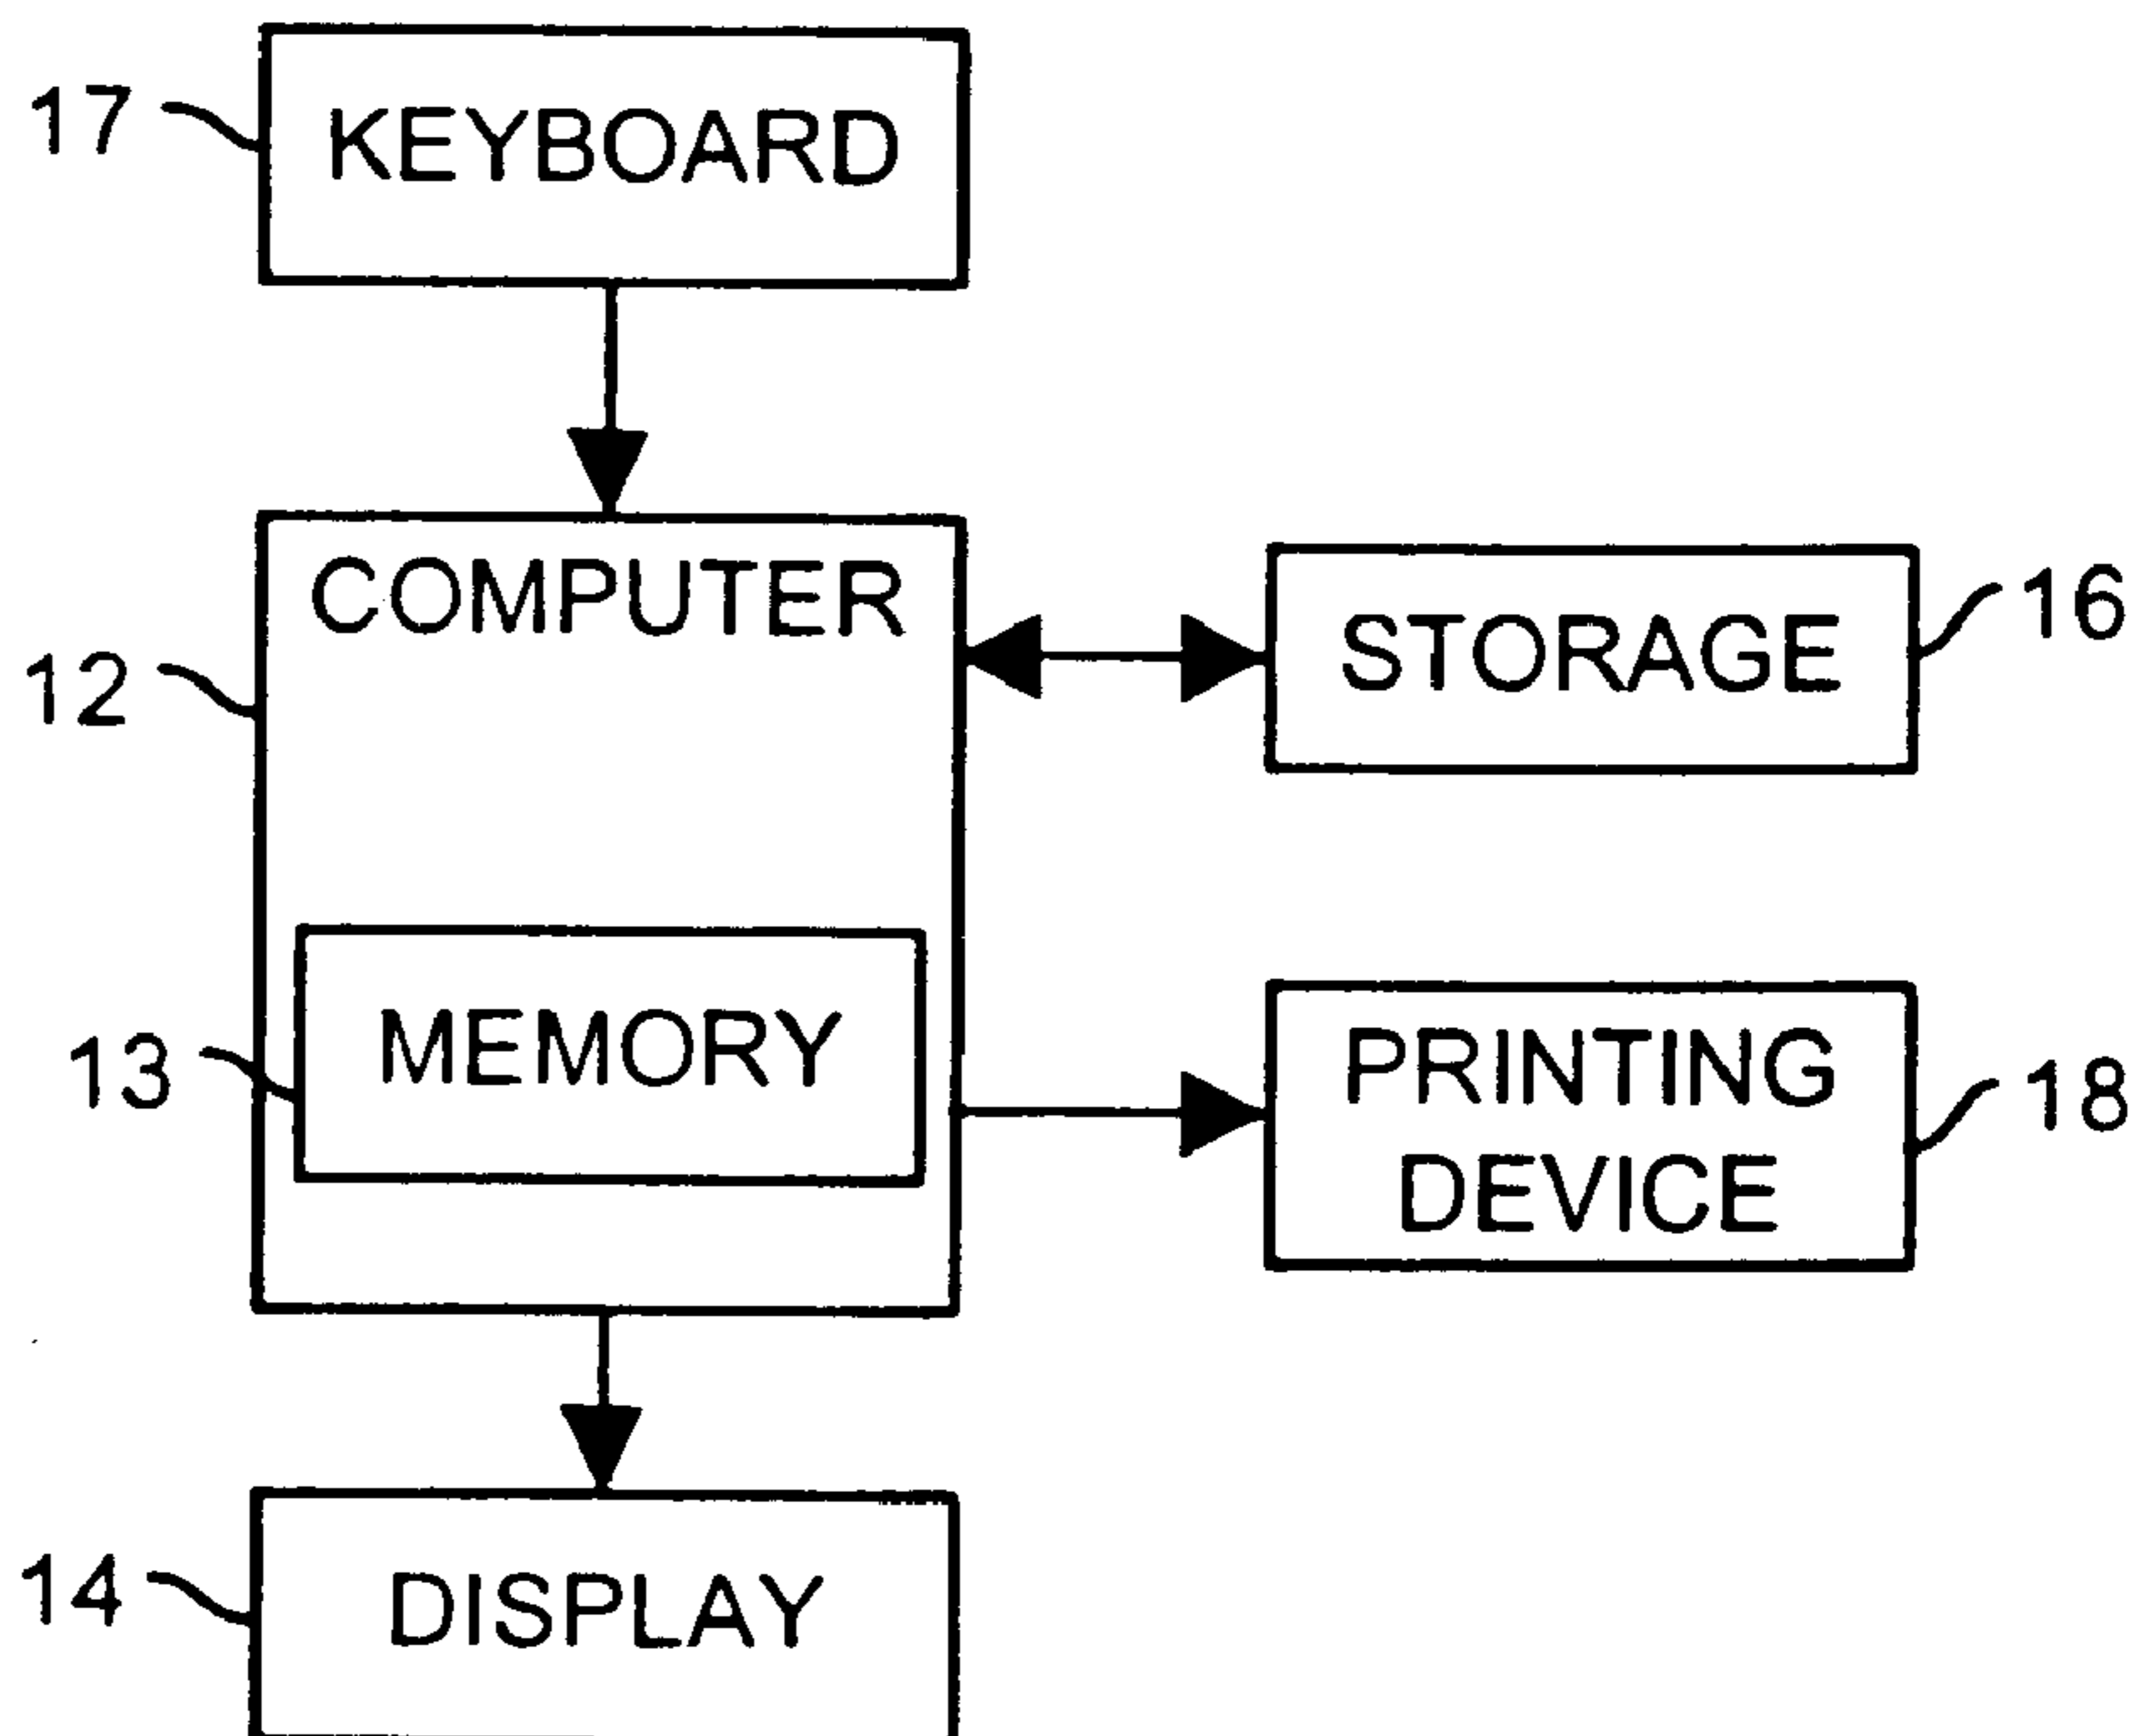 17
KEYBOARD
COMPUTER
12
STORAGE
16
MEMORY
13
PRINTING
DEVICE
18
14
DISPLAY